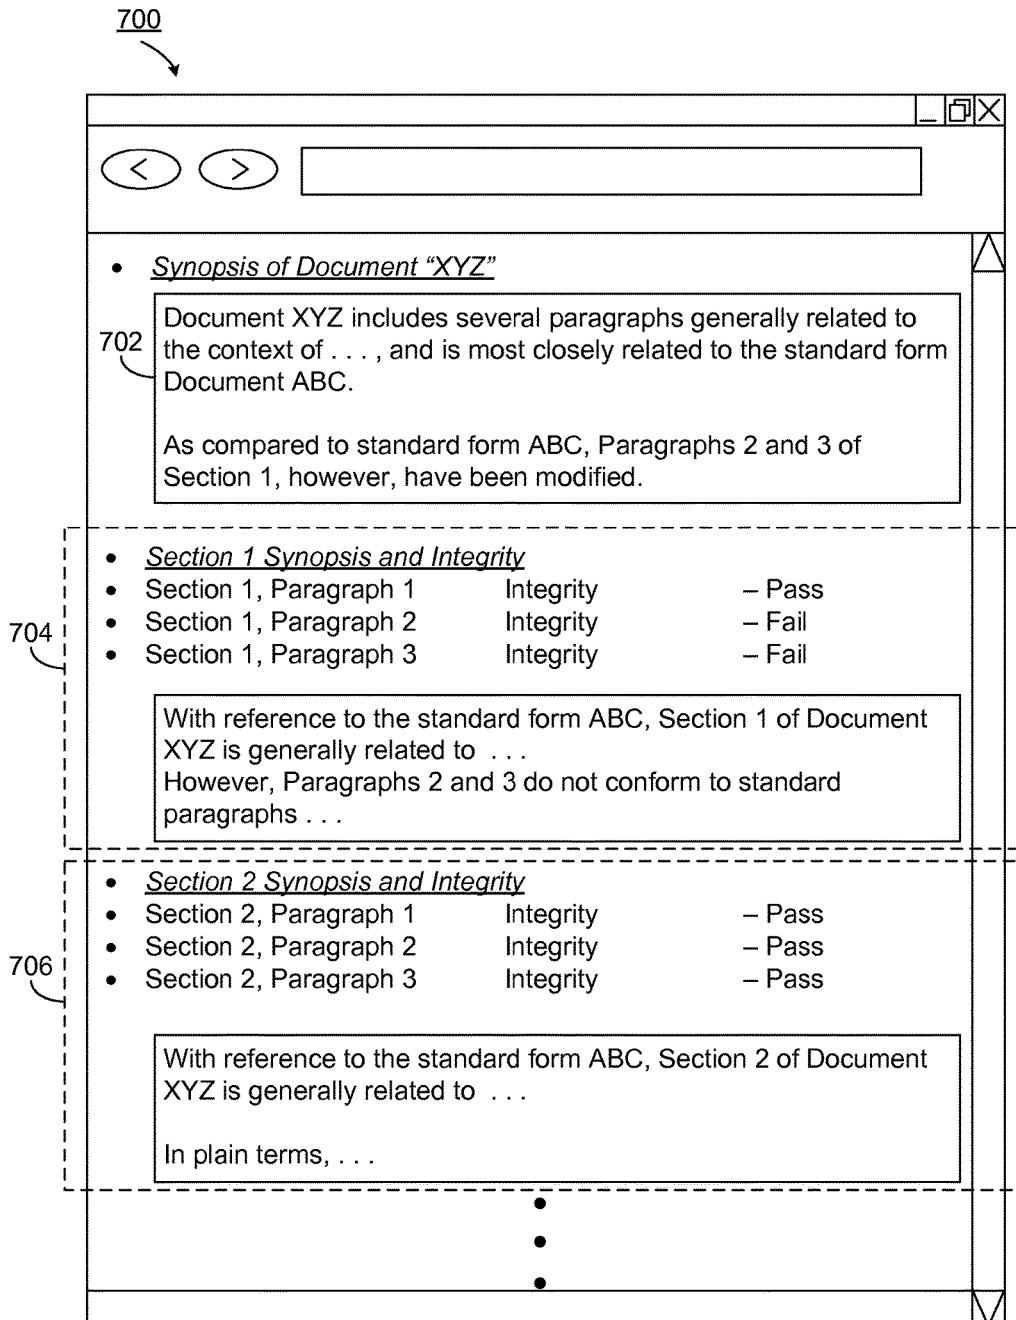 700
• Synopsis of Document “XYZ”
702
Document XYZ includes several paragraphs generally related to
the context of . . . , and is most closely related to the standard form
Document ABC.
As compared to standard form ABC, Paragraphs 2 and 3 of
Section 1, however, have been modified.
704
• Section 1 Synopsis and Integrity
• Section 1, Paragraph 1 Integrity – Pass
• Section 1, Paragraph 2 Integrity – Fail
• Section 1, Paragraph 3 Integrity – Fail
With reference to the standard form ABC, Section 1 of Document
XYZ is generally related to . . .
However, Paragraphs 2 and 3 do not conform to standard
paragraphs . . .
706
• Section 2 Synopsis and Integrity
• Section 2, Paragraph 1 Integrity – Pass
• Section 2, Paragraph 2 Integrity – Pass
• Section 2, Paragraph 3 Integrity – Pass
With reference to the standard form ABC, Section 2 of Document
XYZ is generally related to . . .
In plain terms, . . .